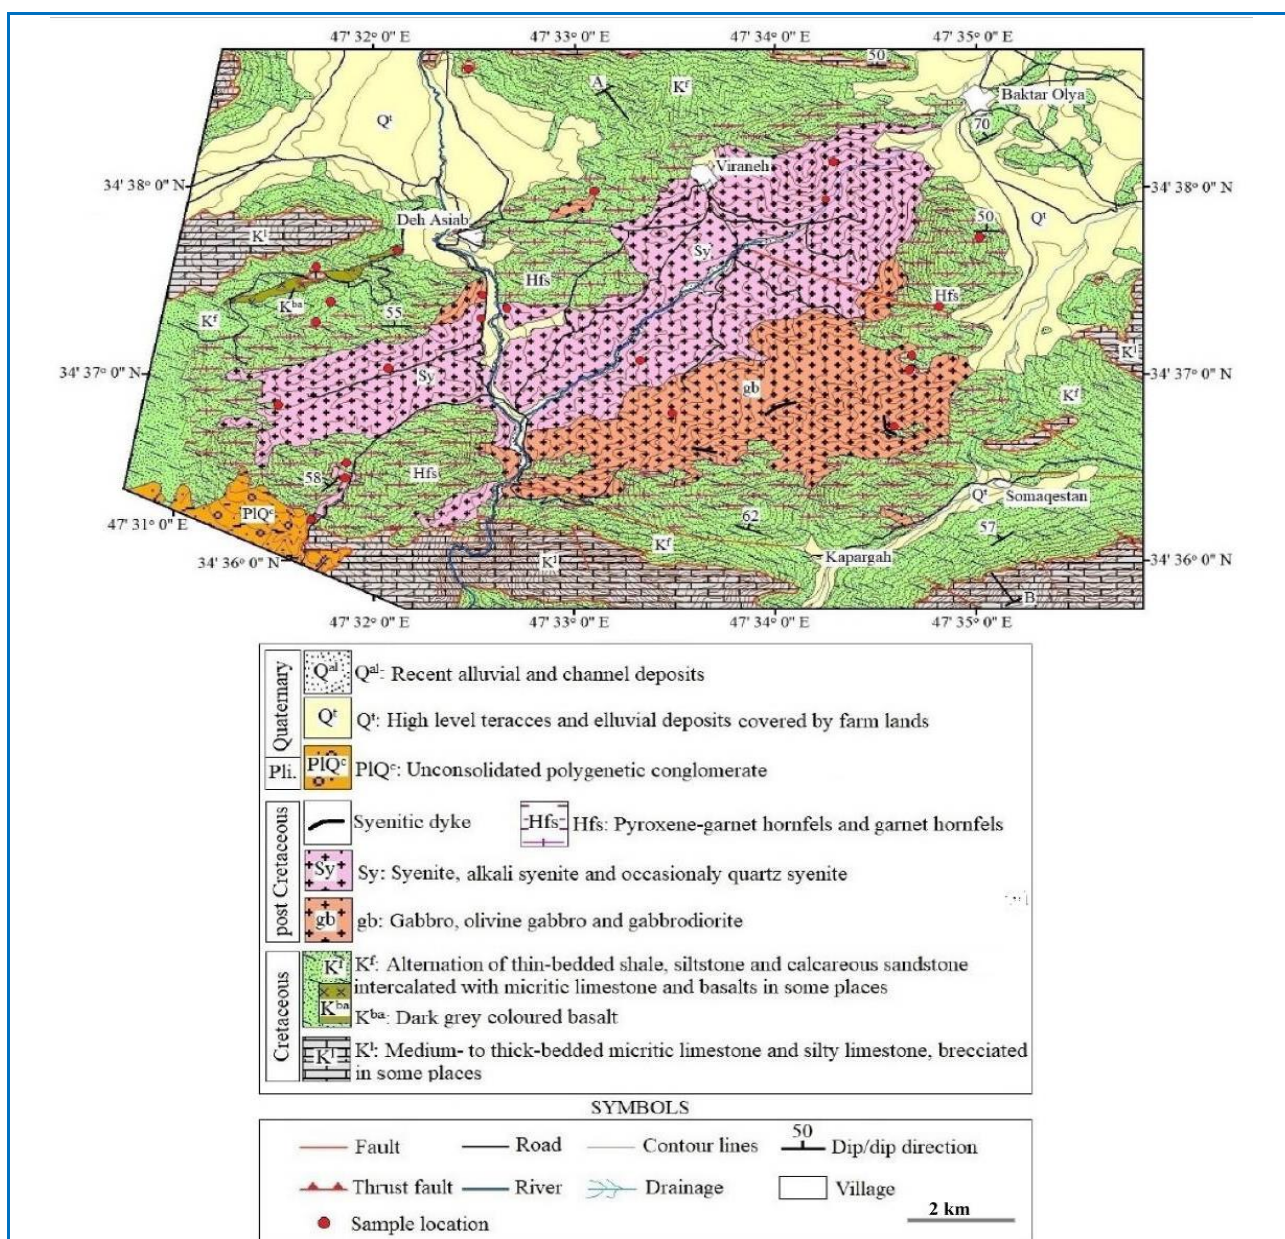 47' 32° 0" E 47' 33° 0" E 47' 34° 0" E 47' 35° 0" E
50
A
Kᶠ
Baktar Olya
Qᵗ
70
Viraneh
34' 38° 0" N
34' 38° 0" N
Deh Asiab
50
Qᵗ
Kˡ
Sy
Hfs
Kᵇᵃ
Hfs
Kᶠ
55
Kˡ
34' 37° 0" N
Sy
gb
34' 37° 0" N
Kᶠ
58
Hfs
Qᵗ
Somaqestan
PlQᶜ
62
57
47' 31° 0" E
Kᶠ
Kapargah
34' 36° 0" N
Kˡ
34' 36° 0" N
B
47' 32° 0" E 47' 33° 0" E 47' 34° 0" E 47' 35° 0" E
Quaternary
Qᵃˡ Qᵃˡ: Recent alluvial and channel deposits
Qᵗ Qᵗ: High level teracces and elluvial deposits covered by farm lands
Pli. PlQᶜ PlQᶜ: Unconsolidated polygenetic conglomerate
post Cretaceous
Syenitic dyke Hfs Hfs: Pyroxene-garnet hornfels and garnet hornfels
Sy Sy: Syenite, alkali syenite and occasionaly quartz syenite
gb gb: Gabbro, olivine gabbro and gabbrodiorite
Cretaceous
Kᶠ Kᶠ: Alternation of thin-bedded shale, siltstone and calcareous sandstone
intercalated with micritic limestone and basalts in some places
Kᵇᵃ Kᵇᵃ: Dark grey coloured basalt
Kˡ Kˡ: Medium- to thick-bedded micritic limestone and silty limestone, brecciated
in some places
SYMBOLS
50
Fault Road Contour lines Dip/dip direction
Thrust fault River Drainage Village
2 km
Sample location